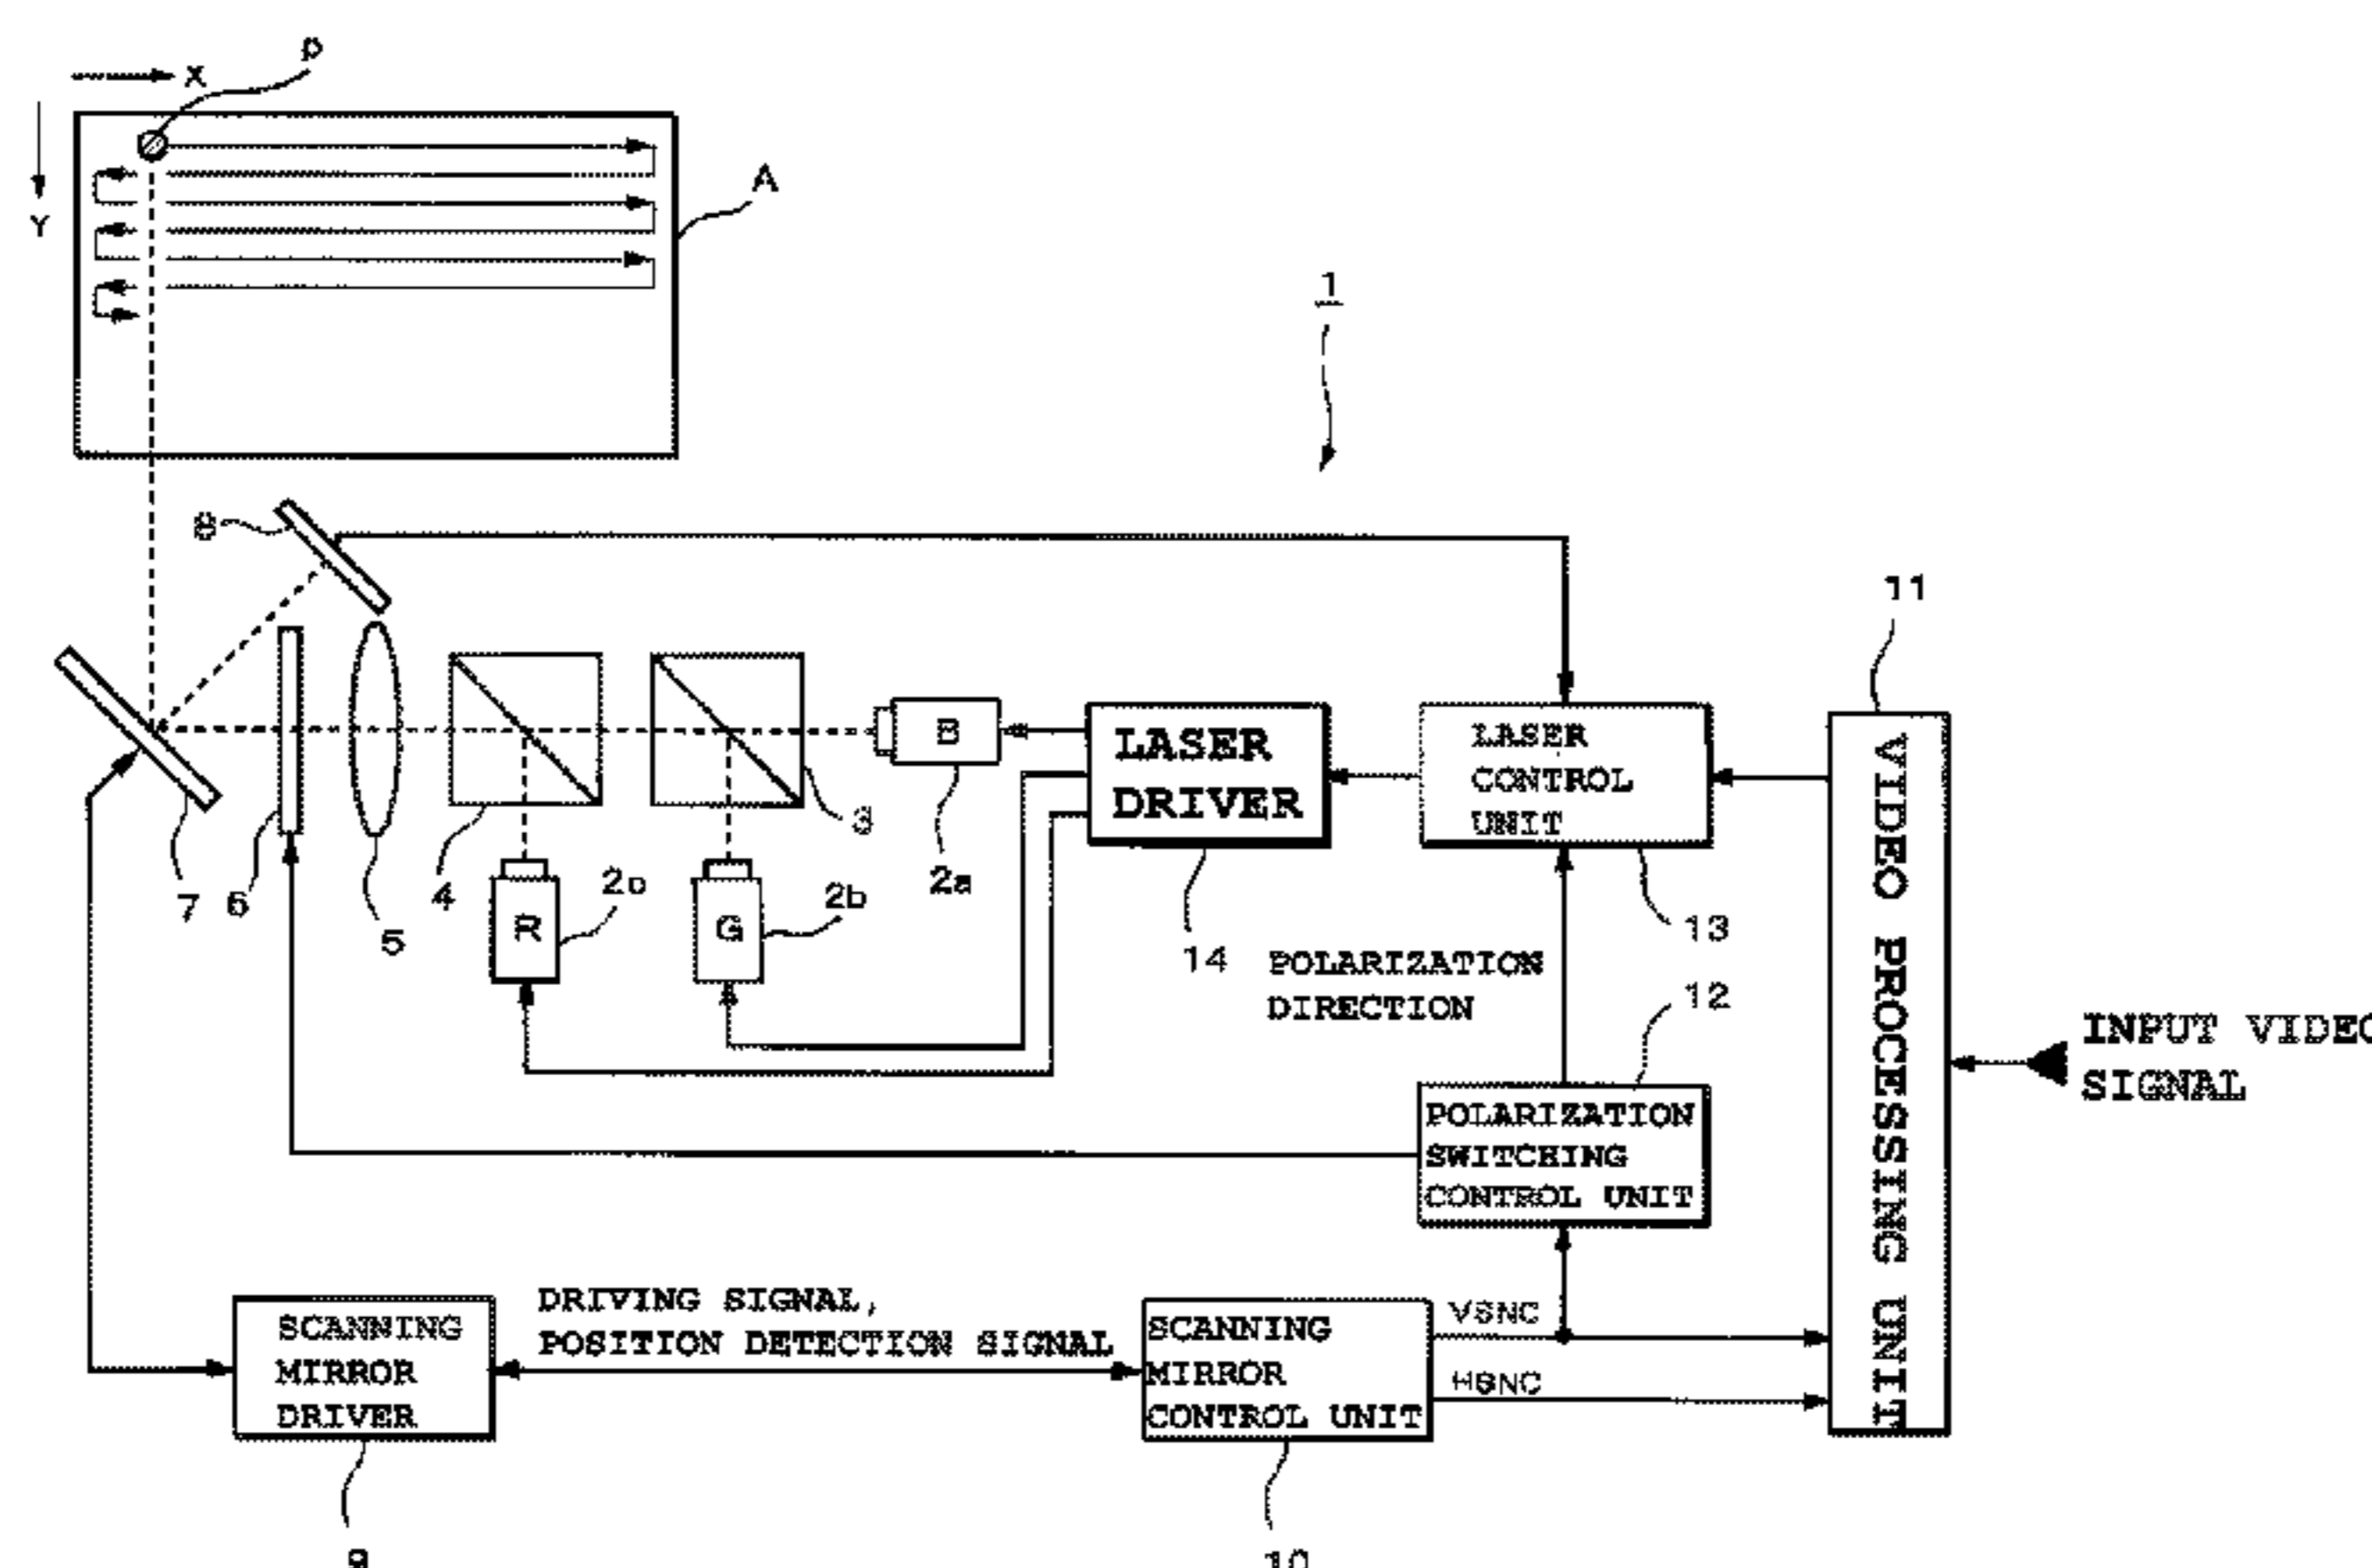 p
X
A
Y
1
8
11
B
LASER
DRIVER
LASER
CONTROL
UNIT
VIDEO PROCESSING UNIT
3
2a
4
2c
2b
7
6
5
R
G
13
14
POLARIZATION
DIRECTION
12
INPUT VIDEO
SIGNAL
POLARIZATION
SWITCHING
CONTROL UNIT
DRIVING SIGNAL,
POSITION DETECTION SIGNAL
SCANNING
MIRROR
DRIVER
SCANNING
MIRROR
CONTROL UNIT
VSNC
HSNC
9
10